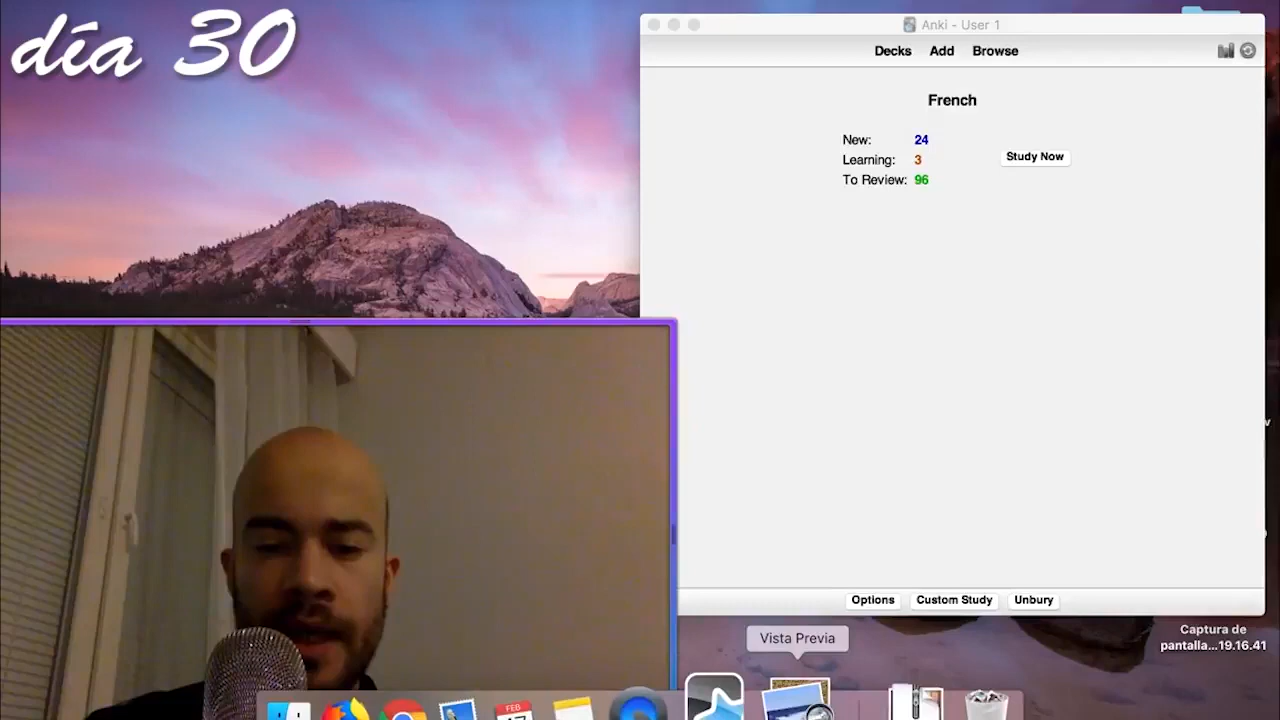 día 30
Anki - User 1
Decks Add Browse
French
New: 24
Learning: 3
To Review: 96
Study Now
Options Custom Study Unbury
Vista Previa
Captura de
pantalla...19.16.41
FEB